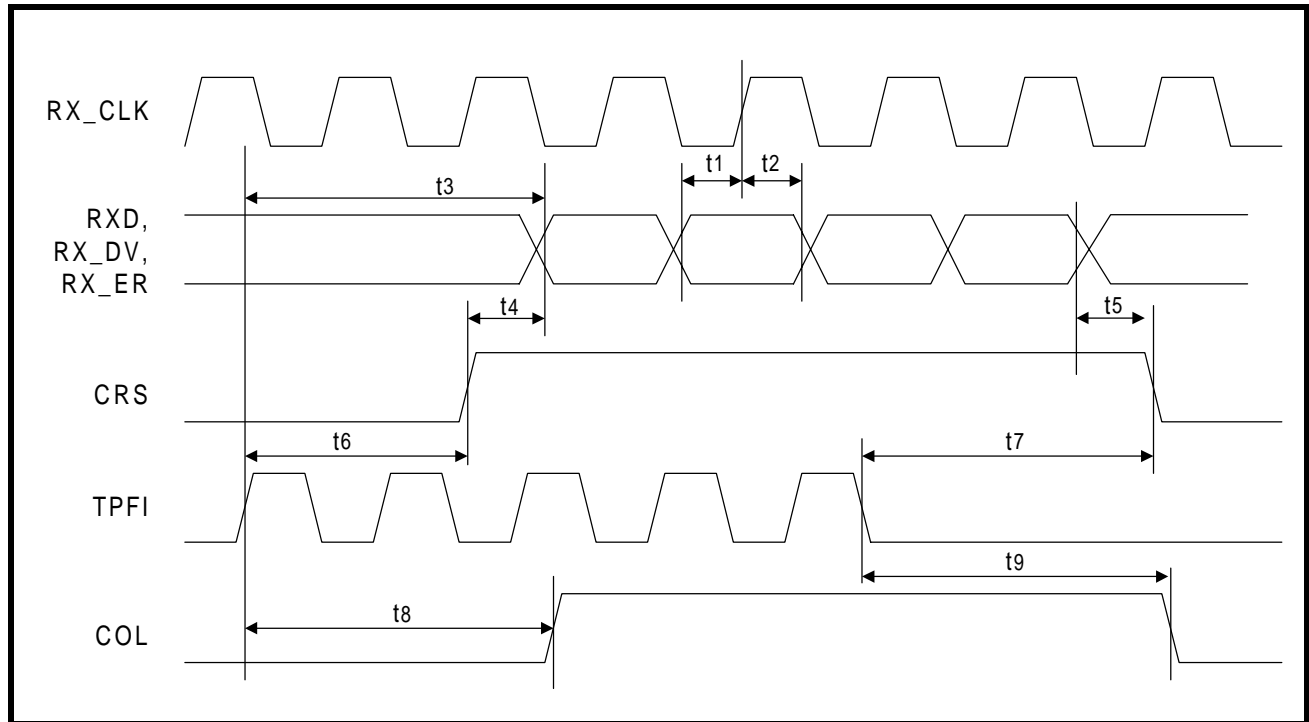 RX_CLK
t1
t2
t3
RXD,
RX_DV,
RX_ER
t4
t5
CRS
t6
t7
TPFI
t9
t8
COL